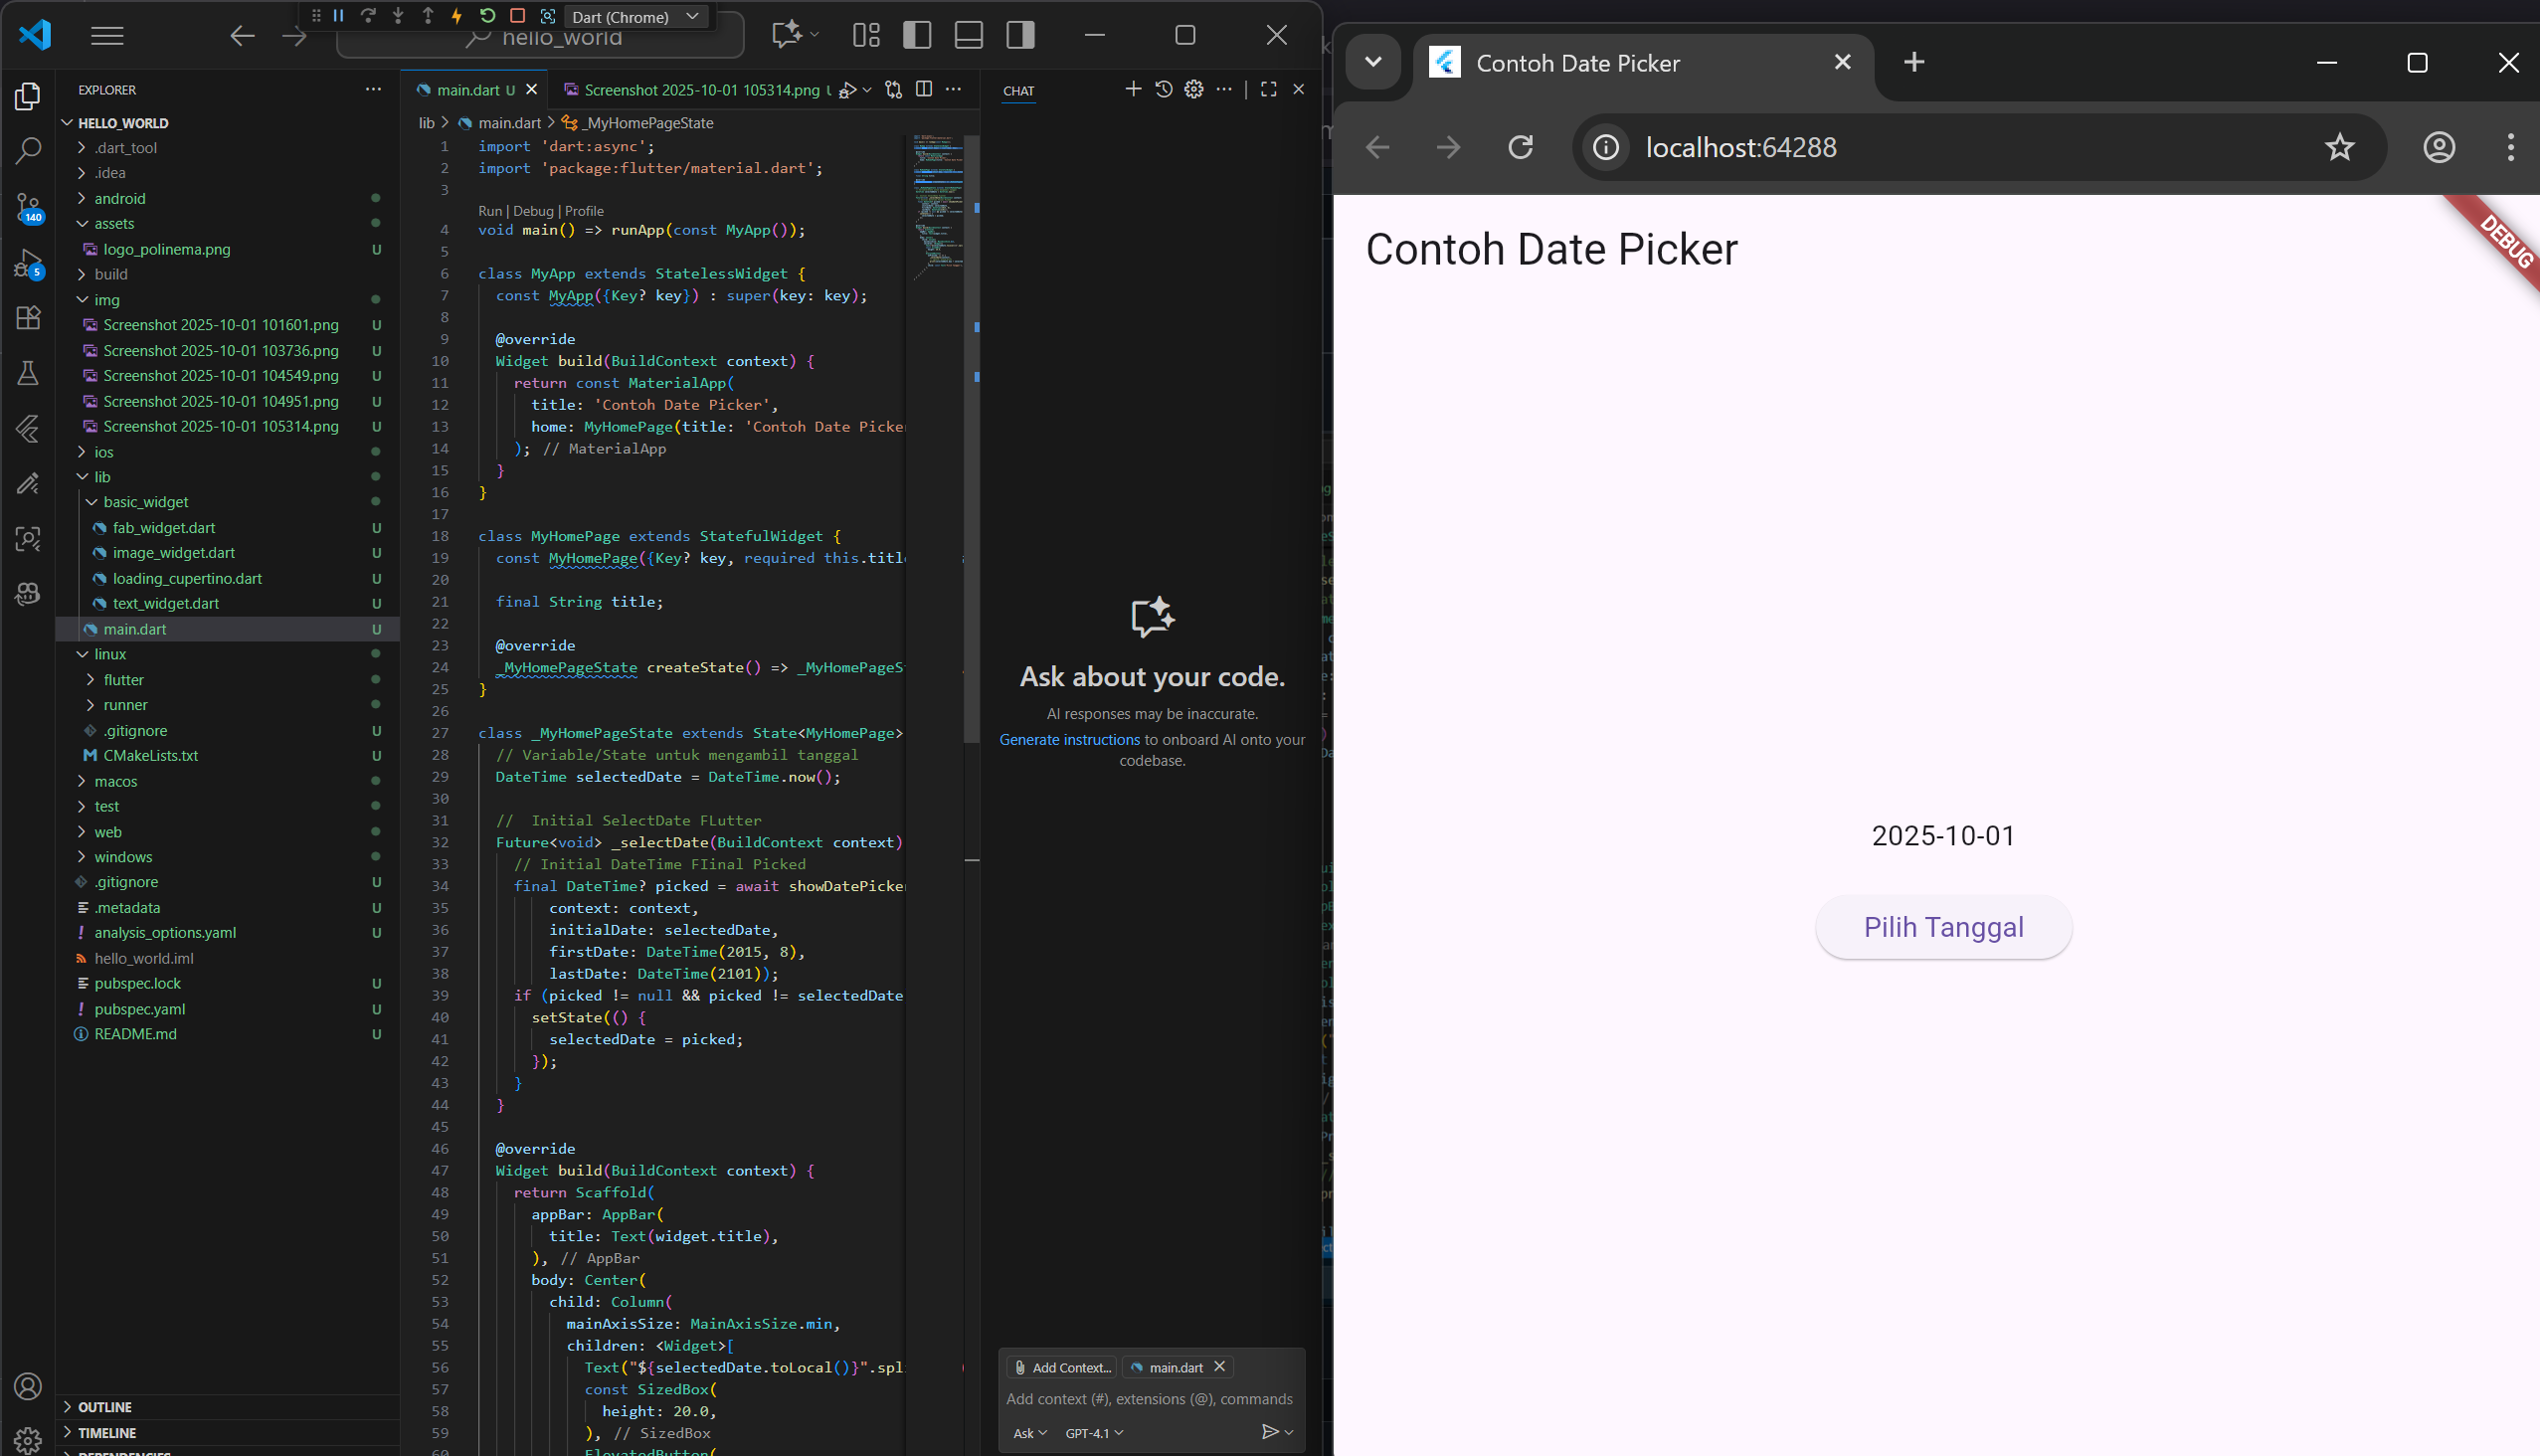 Dart (Chrome)
hello_world
EXPLORER
HELLO_WORLD
.dart_tool
.idea
android
assets
logo_polinema.png U
build
img
Screenshot 2025-10-01 101601.png U
Screenshot 2025-10-01 103736.png U
Screenshot 2025-10-01 104549.png U
Screenshot 2025-10-01 104951.png U
Screenshot 2025-10-01 105314.png U
ios
lib
basic_widget
fab_widget.dart U
image_widget.dart U
loading_cupertino.dart U
text_widget.dart U
main.dart U
linux
flutter
runner
.gitignore U
CMakeLists.txt U
macos
test
web
windows
.gitignore U
.metadata U
analysis_options.yaml U
hello_world.iml
pubspec.lock U
pubspec.yaml U
README.md U
OUTLINE
TIMELINE
DEPENDENCIES
140
5
main.dart U
Screenshot 2025-10-01 105314.png U
lib > main.dart > _MyHomePageState
1 import 'dart:async';
2 import 'package:flutter/material.dart';
3
Run | Debug | Profile
4 void main() => runApp(const MyApp());
5
6 class MyApp extends StatelessWidget {
7 const MyApp({Key? key}) : super(key: key);
8
9 @override
10 Widget build(BuildContext context) {
11 return const MaterialApp(
12 title: 'Contoh Date Picker',
13 home: MyHomePage(title: 'Contoh Date Picker
14 ); // MaterialApp
15 }
16 }
17
18 class MyHomePage extends StatefulWidget {
19 const MyHomePage({Key? key, required this.title
20
21 final String title;
22
23 @override
24 _MyHomePageState createState() => _MyHomePageS
25 }
26
27 class _MyHomePageState extends State<MyHomePage>
28 // Variable/State untuk mengambil tanggal
29 DateTime selectedDate = DateTime.now();
30
31 //  Initial SelectDate FLutter
32 Future<void> _selectDate(BuildContext context)
33 // Initial DateTime FIinal Picked
34 final DateTime? picked = await showDatePicker
35 context: context,
36 initialDate: selectedDate,
37 firstDate: DateTime(2015, 8),
38 lastDate: DateTime(2101));
39 if (picked != null && picked != selectedDate
40 setState(() {
41 selectedDate = picked;
42 });
43 }
44 }
45
46 @override
47 Widget build(BuildContext context) {
48 return Scaffold(
49 appBar: AppBar(
50 title: Text(widget.title),
51 ), // AppBar
52 body: Center(
53 child: Column(
54 mainAxisSize: MainAxisSize.min,
55 children: <Widget>[
56 Text("${selectedDate.toLocal()}".spl
57 const SizedBox(
58 height: 20.0,
59 ), // SizedBox
60 ElevatedButton(
CHAT
Ask about your code.
AI responses may be inaccurate.
Generate instructions to onboard AI onto your
codebase.
Add Context... main.dart
Add context (#), extensions (@), commands
Ask GPT-4.1
Contoh Date Picker
localhost:64288
Contoh Date Picker
DEBUG
2025-10-01
Pilih Tanggal